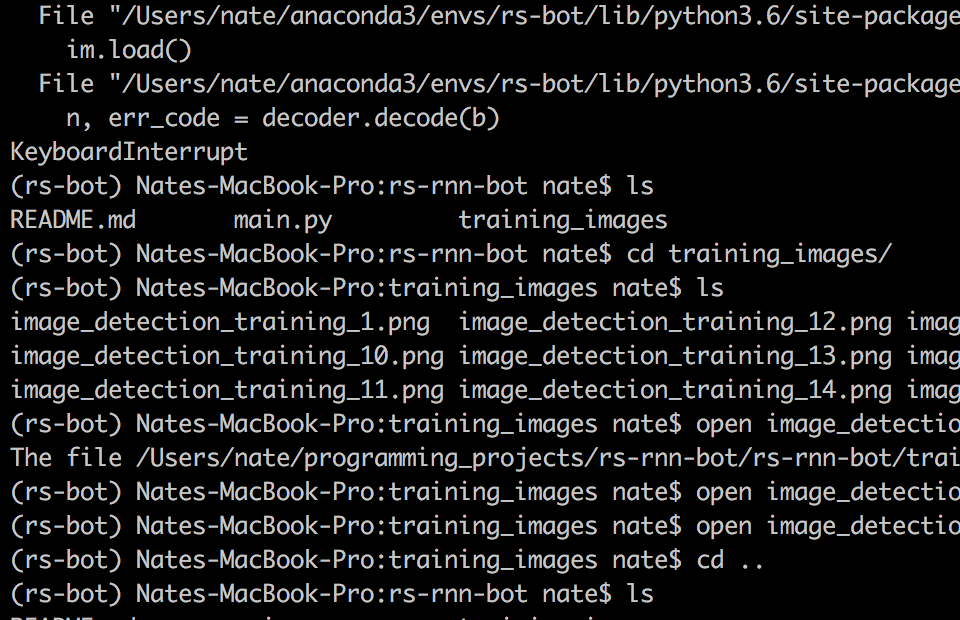 File "/Users/nate/anaconda3/envs/rs-bot/lib/python3.6/site-package
im.load()
File "/Users/nate/anaconda3/envs/rs-bot/lib/python3.6/site-package
n, err_code = decoder.decode(b)
KeyboardInterrupt
(rs-bot) Nates-MacBook-Pro:rs-rnn-bot nate$ ls
README.md main.py training_images
(rs-bot) Nates-MacBook-Pro:rs-rnn-bot nate$ cd training_images/
(rs-bot) Nates-MacBook-Pro:training_images nate$ ls
image_detection_training_1.png image_detection_training_12.png imag
image_detection_training_10.png image_detection_training_13.png imag
image_detection_training_11.png image_detection_training_14.png imag
(rs-bot) Nates-MacBook-Pro:training_images nate$ open image_detectio
The file /Users/nate/programming_projects/rs-rnn-bot/rs-rnn-bot/trai
(rs-bot) Nates-MacBook-Pro:training_images nate$ open image_detectio
(rs-bot) Nates-MacBook-Pro:training_images nate$ open image_detectio
(rs-bot) Nates-MacBook-Pro:training_images nate$ cd ..
(rs-bot) Nates-MacBook-Pro:rs-rnn-bot nate$ ls